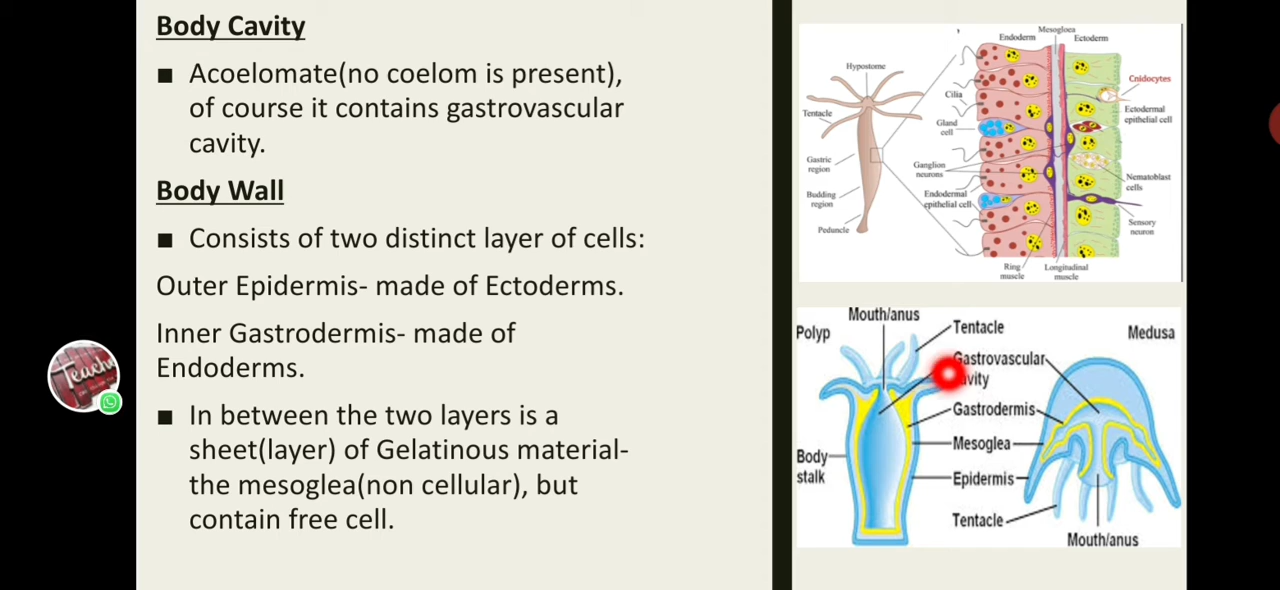 Body Cavity
■ Acoelomate(no coelom is present),
of course it contains gastrovascular
cavity.
Body Wall
■ Consists of two distinct layer of cells:
Outer Epidermis- made of Ectoderms.
Inner Gastrodermis- made of
Endoderms.
■ In between the two layers is a
sheet(layer) of Gelatinous material-
the mesoglea(non cellular), but
contain free cell.
Teachy
Mesogloea
Endoderm
Ectoderm
Hypostome
Cnidocytes
Cilia
Tentacle
Ectodermal
epithelial cell
Gland
cell
Gastric
region
Ganglion
neurons
Nematoblast
cells
Budding
region
Endodermal
epithelial cell
Peduncle
Sensory
neuron
Ring
muscle
Longitudinal
muscle
Mouth/anus
Polyp
Tentacle
Medusa
Gastrovascular
vity
Gastrodermis
Mesoglea
Body
stalk
Epidermis
Tentacle
Mouth/anus